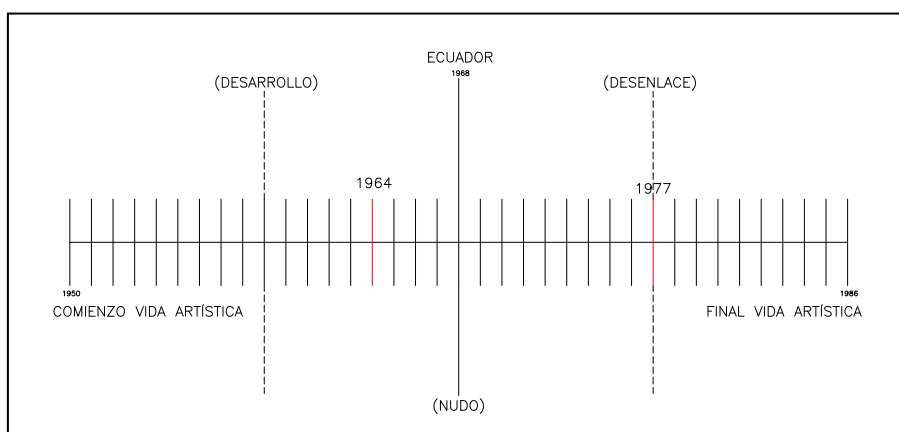 ECUADOR
1968
(DESARROLLO)
(DESENLACE)
1964
1977
1950
1986
COMIENZO VIDA ARTÍSTICA
FINAL VIDA ARTÍSTICA
(NUDO)